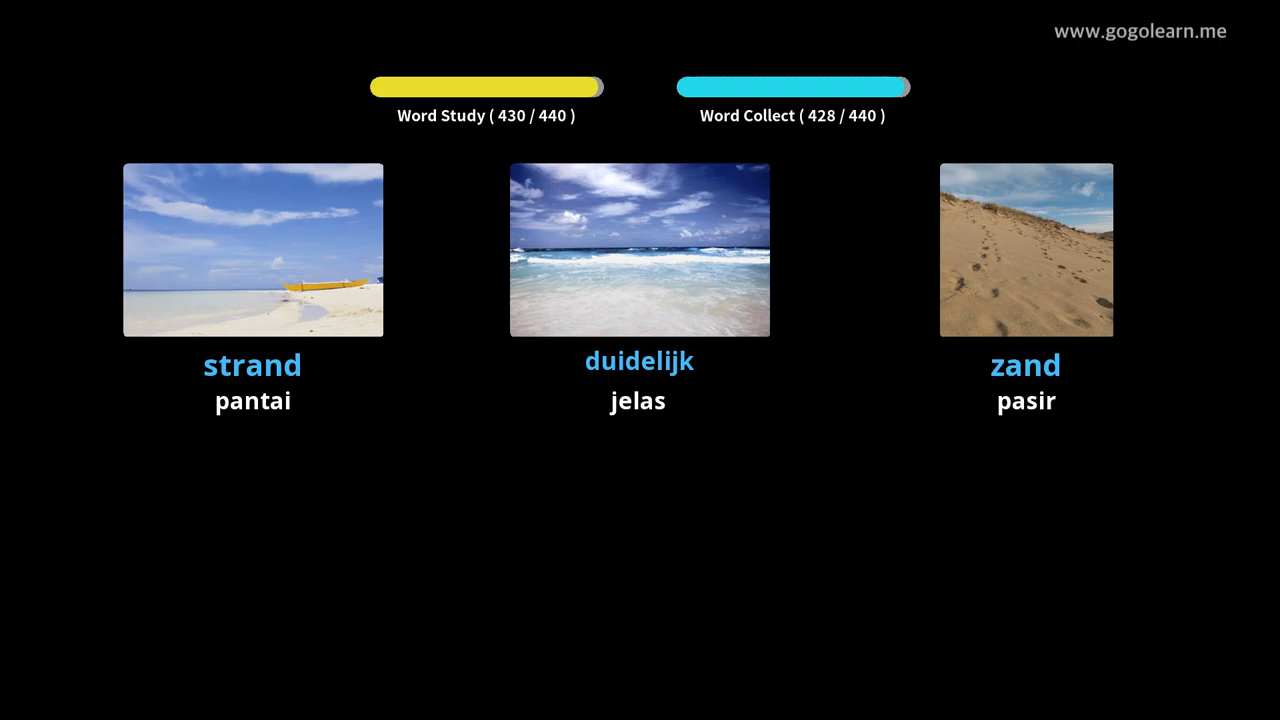 www.gogolearn.me
Word Study ( 430 / 440 )
Word Collect ( 428 / 440 )
strand
pantai
duidelijk
jelas
zand
pasir